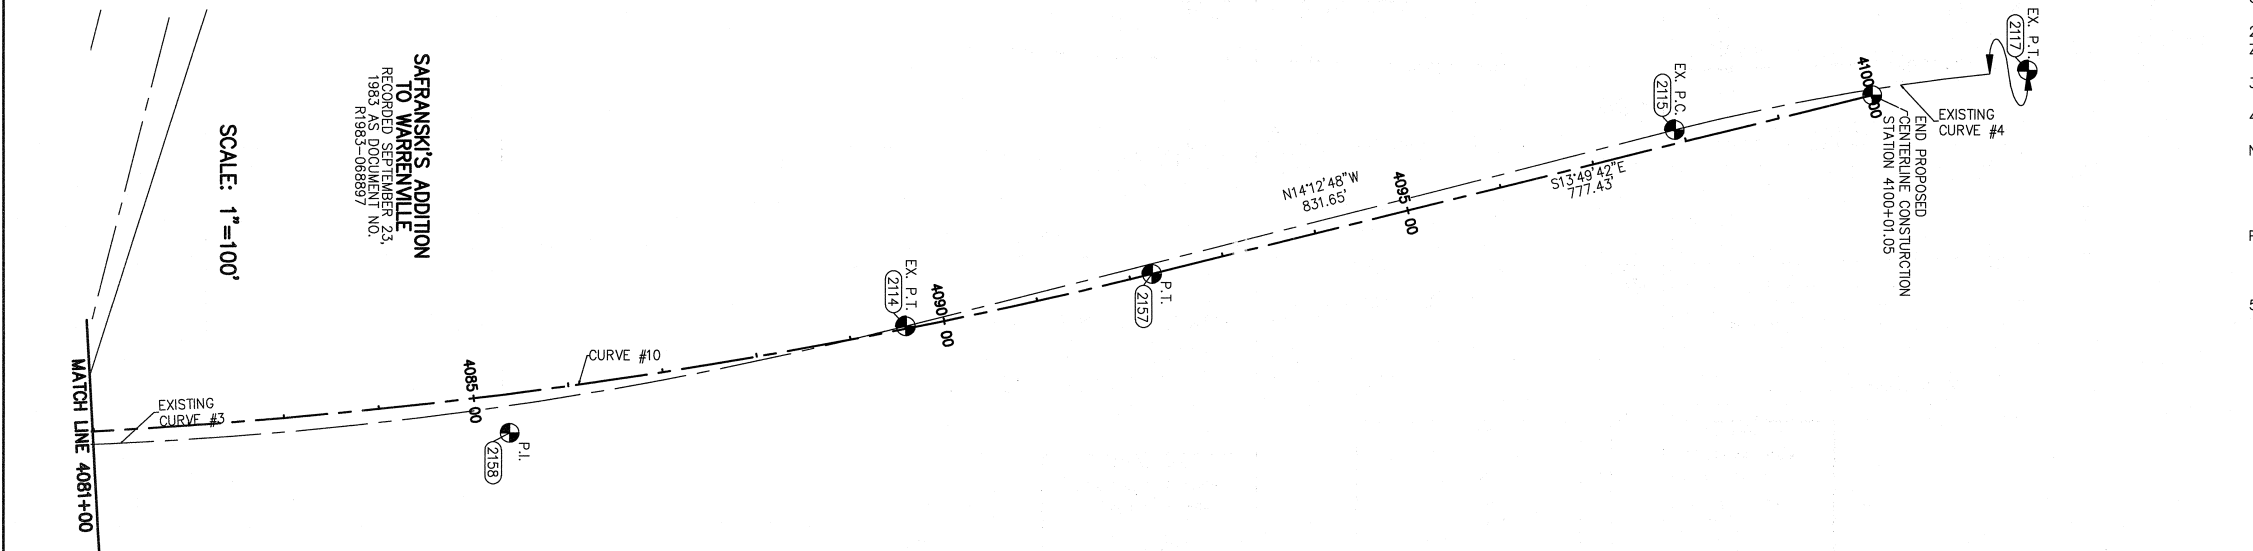 SAFRANSKI'S ADDITION
TO WARRENVILLE
RECORDED SEPTEMBER 23,
1983 AS DOCUMENT NO.
R1983-068897
SCALE: 1"=100'
MATCH LINE 4081+00
EXISTING
CURVE #3
4085+00
P.I.
2158
CURVE #10
EX. P.T.
2114
4090+00
P.T.
2157
N14°12'48"W
831.65'
4095+00
S13°49'42"E
777.43'
EX. P.C.
2115
4100+00
END PROPOSED
CENTERLINE CONSTURCTION
STATION 4100+01.05
EXISTING
CURVE #4
EX. P.T.
2117